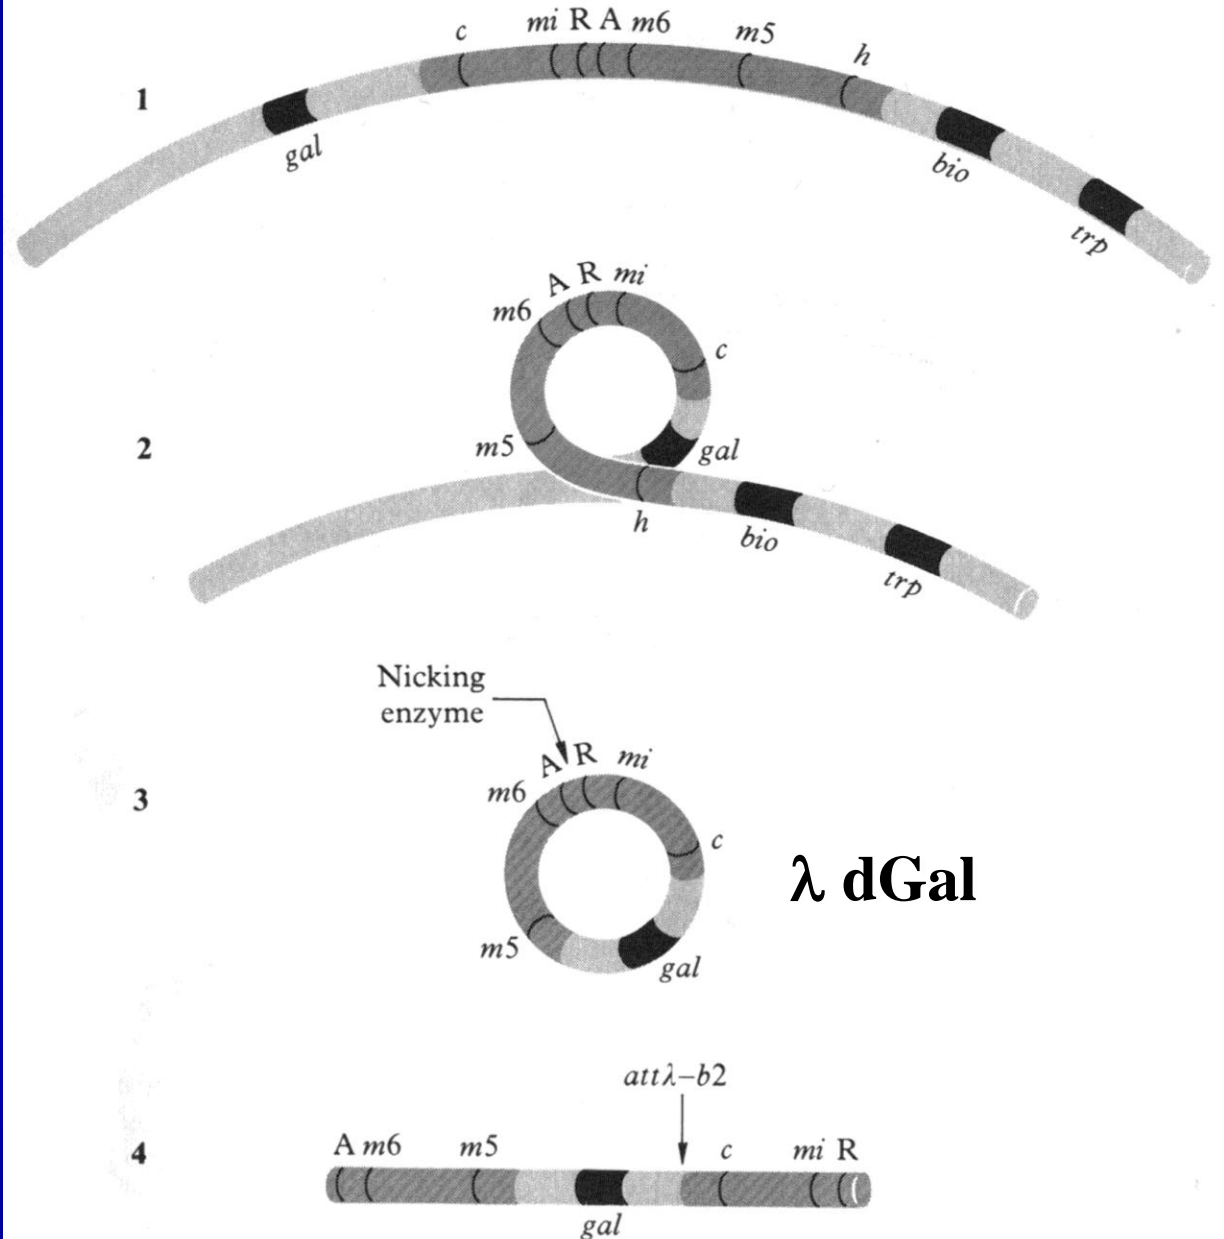 c mi R A m6 m5 h
1
gal bio trp
A R mi
m6
c
2 m5 gal
h bio trp
Nicking
enzyme
A R mi
m6
3 c
λ dGal
m5 gal
attλ–b2
4 A m6 m5 c mi R
gal